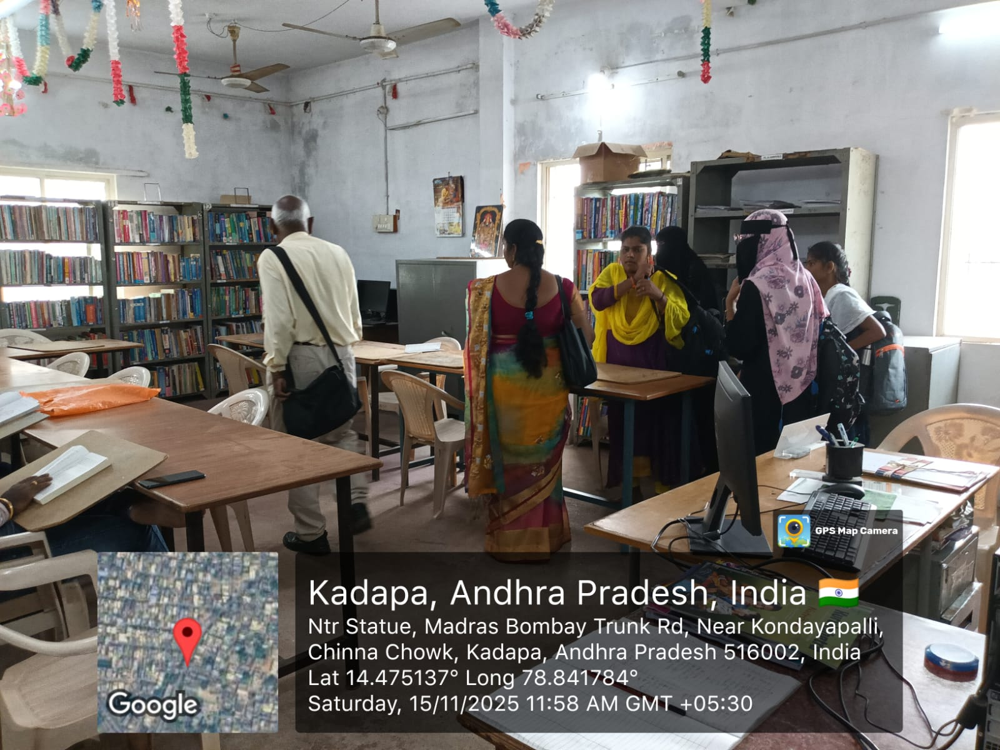 GPS Map Camera
Kadapa, Andhra Pradesh, India
Ntr Statue, Madras Bombay Trunk Rd, Near Kondayapalli,
Chinna Chowk, Kadapa, Andhra Pradesh 516002, India
Lat 14.475137° Long 78.841784°
Saturday, 15/11/2025 11:58 AM GMT +05:30
Google